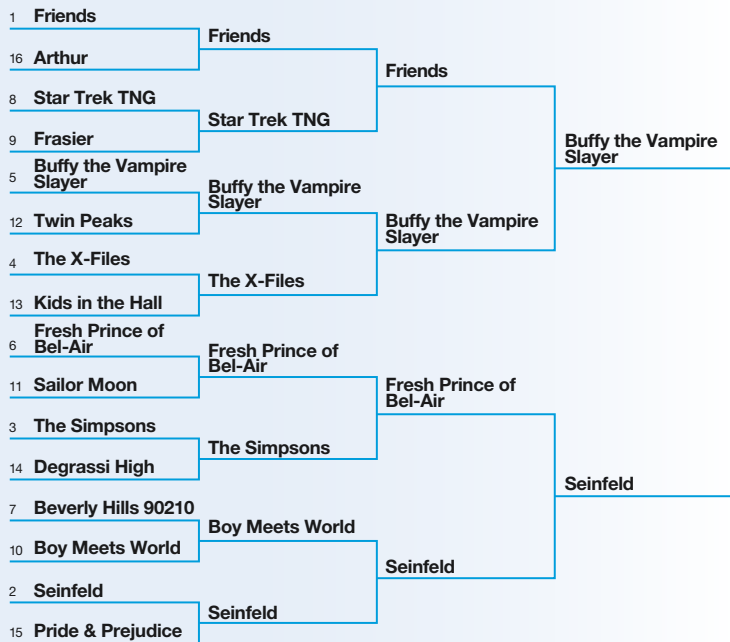 1 Friends
16 Arthur
8 Star Trek TNG
9 Frasier
5 Buffy the Vampire
Slayer
12 Twin Peaks
4 The X-Files
13 Kids in the Hall
6 Fresh Prince of
Bel-Air
11 Sailor Moon
3 The Simpsons
14 Degrassi High
7 Beverly Hills 90210
10 Boy Meets World
2 Seinfeld
15 Pride & Prejudice
Friends
Star Trek TNG
Buffy the Vampire
Slayer
The X-Files
Fresh Prince of
Bel-Air
The Simpsons
Boy Meets World
Seinfeld
Friends
Buffy the Vampire
Slayer
Fresh Prince of
Bel-Air
Seinfeld
Buffy the Vampire
Slayer
Seinfeld